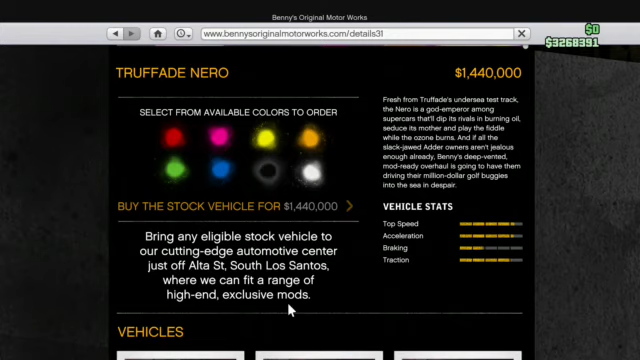 Benny's Original Motor Works
www.bennysoriginalmotorworks.com/details31
$0
$3268391
TRUFFADE NERO
$1,440,000
SELECT FROM AVAILABLE COLORS TO ORDER
BUY THE STOCK VEHICLE FOR $1,440,000
Bring any eligible stock vehicle to
our cutting-edge automotive center
just off Alta St, South Los Santos,
where we can fit a range of
high-end, exclusive mods.
Fresh from Truffade's undersea test track,
the Nero is a god-emperor among
supercars that'll dip its rivals in burning oil,
seduce its mother and play the fiddle
while the ozone burns. And if all the
slack-jawed Adder owners aren't jealous
enough already, Benny's deep-vented,
mod-ready overhaul is going to have them
driving their million-dollar golf buggies
into the sea in despair.
VEHICLE STATS
Top Speed
Acceleration
Braking
Traction
VEHICLES